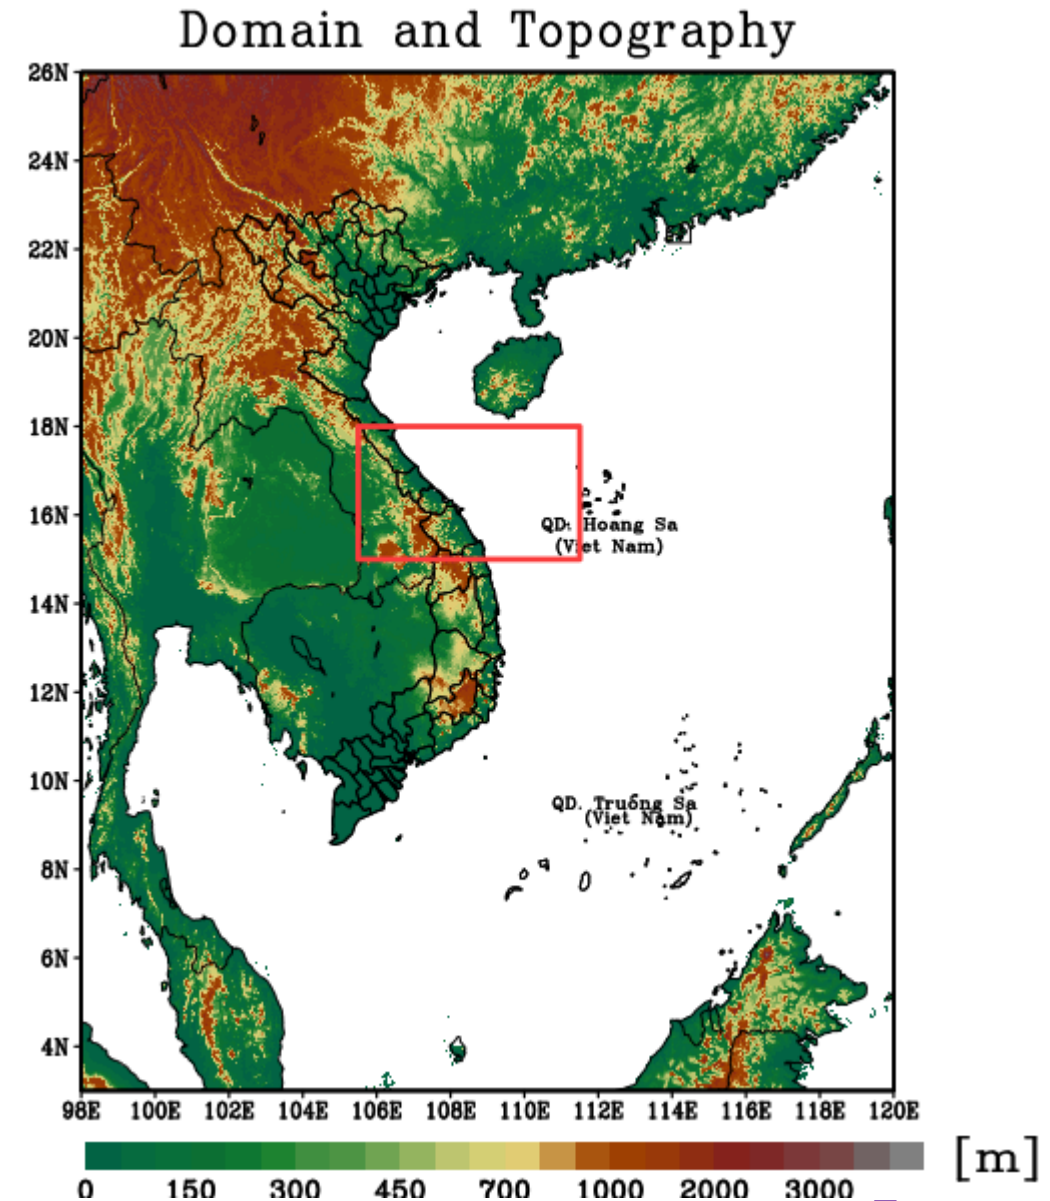 Domain and Topography
26N
24N
22N
20N
18N
16N
14N
12N
10N
8N
6N
4N
QD. Hoang Sa
(Viet Nam)
QD. Truong Sa
(Viet Nam)
98E 100E 102E 104E 106E 108E 110E 112E 114E 116E 118E 120E
[m]
0 150 300 450 700 1000 2000 3000